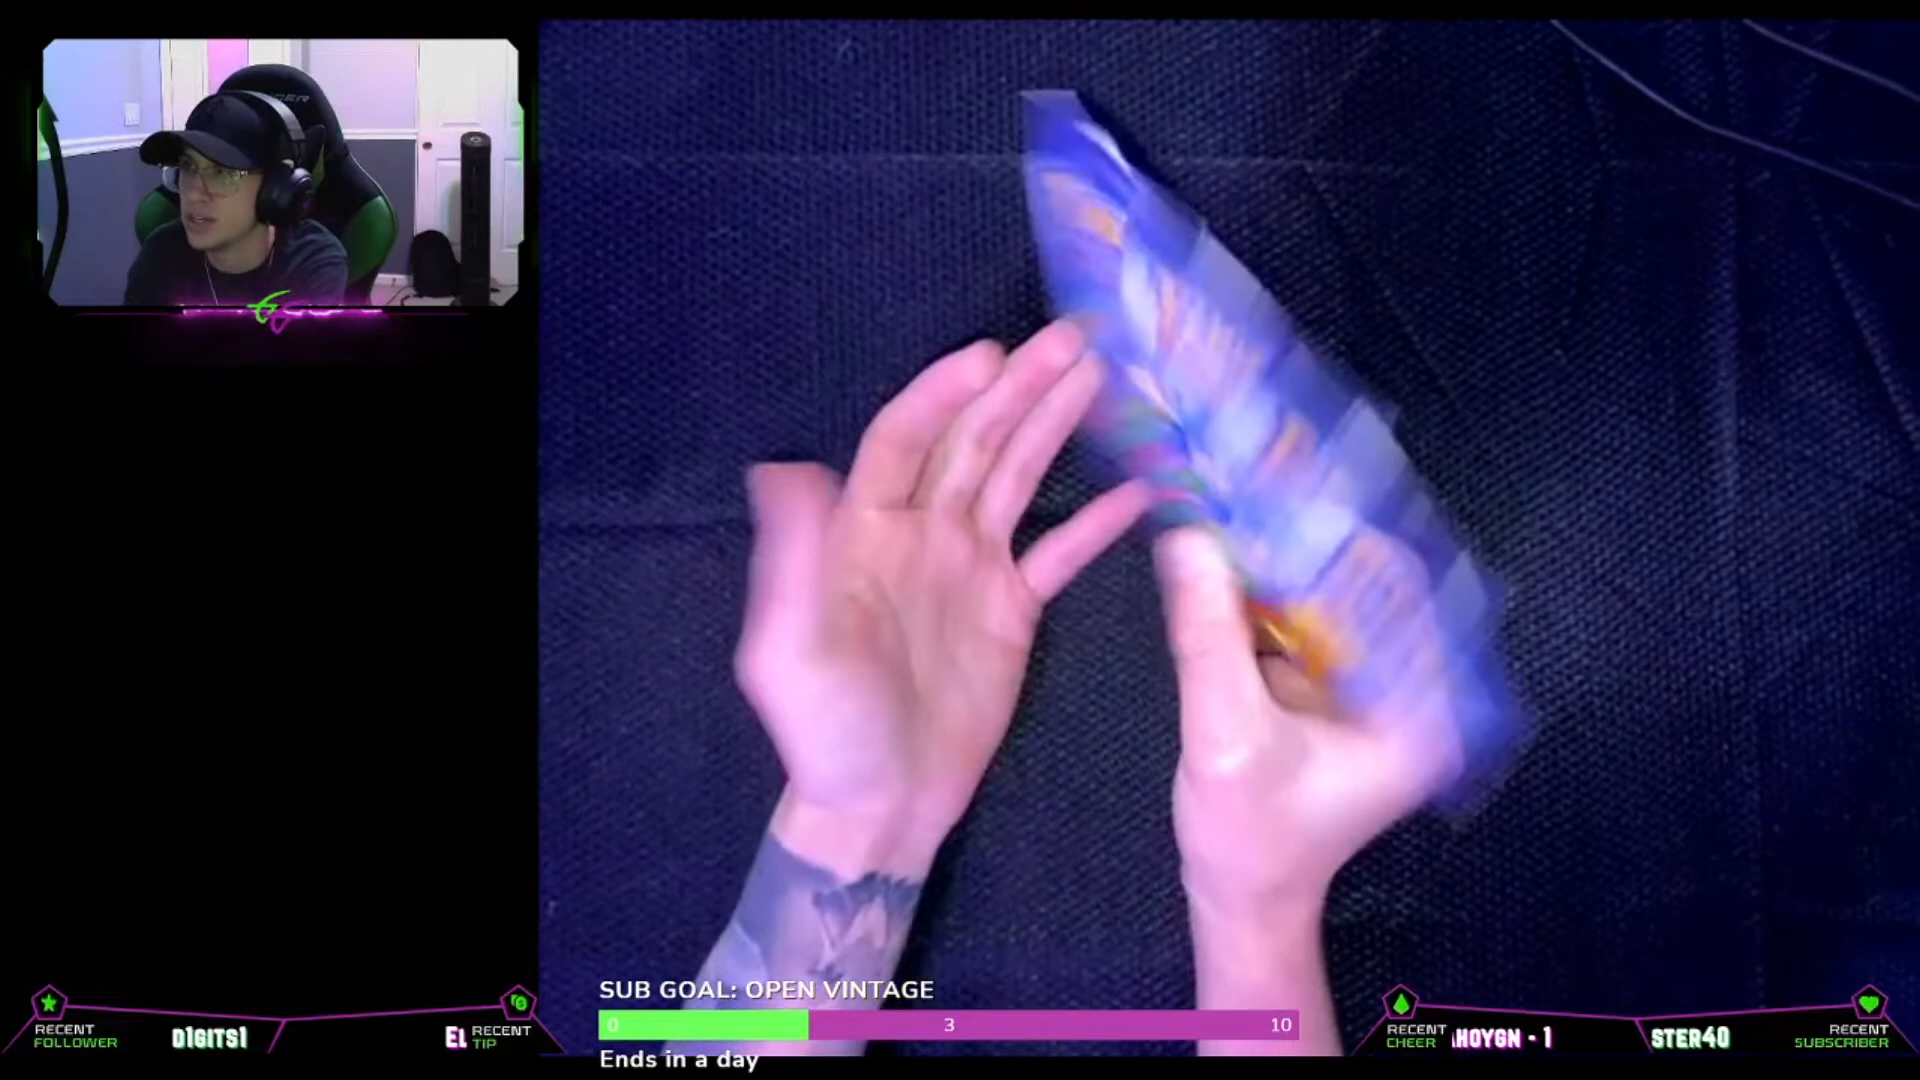 SUB GOAL: OPEN VINTAGE
0 3 10
Ends in a day
RECENT
FOLLOWER
D1GITS1
EL
RECENT
TIP
RECENT
CHEER
AHOYGN - 1
STER40
RECENT
SUBSCRIBER